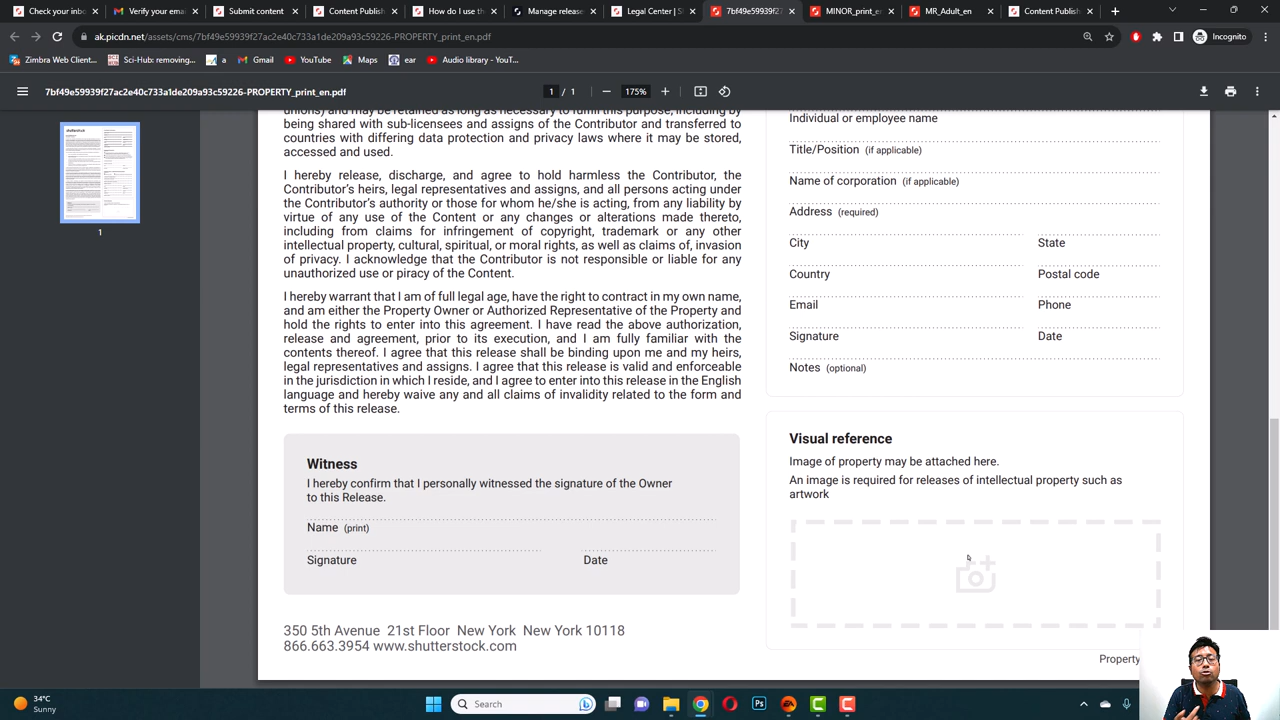 Check your inbo
Verify your ema
Submit content
Content Publish
How do I use th
Manage release
Legal Center | S
7bf49e59939f2
MINOR_print_e
MR_Adult_en
Content Publish
ak.picdn.net/assets/cms/7bf49e59939f27ac2e40c733a1de209a93c59226-PROPERTY_print_en.pdf
Incognito
Zimbra Web Client...
Sci-Hub: removing...
a
Gmail
YouTube
Maps
ear
Audio library - YouT...
7bf49e59939f27ac2e40c733a1de209a93c59226-PROPERTY_print_en.pdf
1 / 1
175%
1
being shared with sub-licensees and assigns of the Contributor and transferred to
countries with differing data protection and privacy laws where it may be stored,
accessed and used.
I hereby release, discharge, and agree to hold harmless the Contributor, the
Contributor's heirs, legal representatives and assigns, and all persons acting under
the Contributor's authority or those for whom he/she is acting, from any liability by
virtue of any use of the Content or any changes or alterations made thereto,
including from claims for infringement of copyright, trademark or any other
intellectual property, cultural, spiritual, or moral rights, as well as claims of, invasion
of privacy. I acknowledge that the Contributor is not responsible or liable for any
unauthorized use or piracy of the Content.
I hereby warrant that I am of full legal age, have the right to contract in my own name,
and am either the Property Owner or Authorized Representative of the Property and
hold the rights to enter into this agreement. I have read the above authorization,
release and agreement, prior to its execution, and I am fully familiar with the
contents thereof. I agree that this release shall be binding upon me and my heirs,
legal representatives and assigns. I agree that this release is valid and enforceable
in the jurisdiction in which I reside, and I agree to enter into this release in the English
language and hereby waive any and all claims of invalidity related to the form and
terms of this release.
Witness
I hereby confirm that I personally witnessed the signature of the Owner
to this Release.
Name (print)
Signature Date
350 5th Avenue 21st Floor New York New York 10118
866.663.3954 www.shutterstock.com
Individual or employee name
Title/Position (if applicable)
Name of corporation (if applicable)
Address (required)
City State
Country Postal code
Email Phone
Signature Date
Notes (optional)
Visual reference
Image of property may be attached here.
An image is required for releases of intellectual property such as
artwork
Property
34°C
Sunny
Search